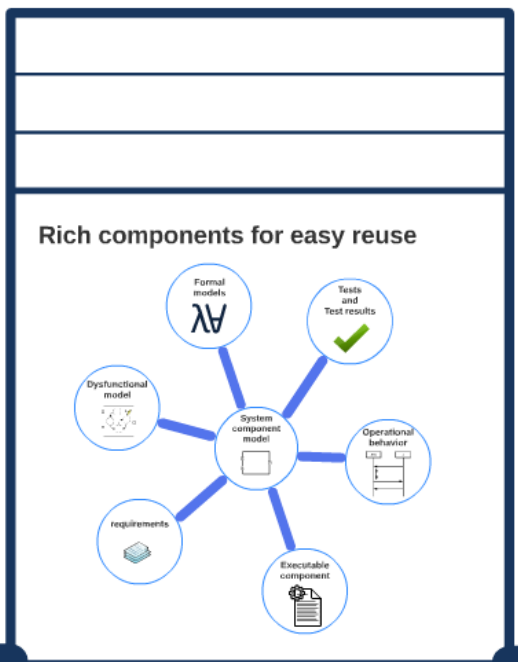 Rich components for easy reuse
Formal
models
Tests
and
Test results
Dysfunctional
model
System
component
model
Operational
behavior
requirements
Executable
component